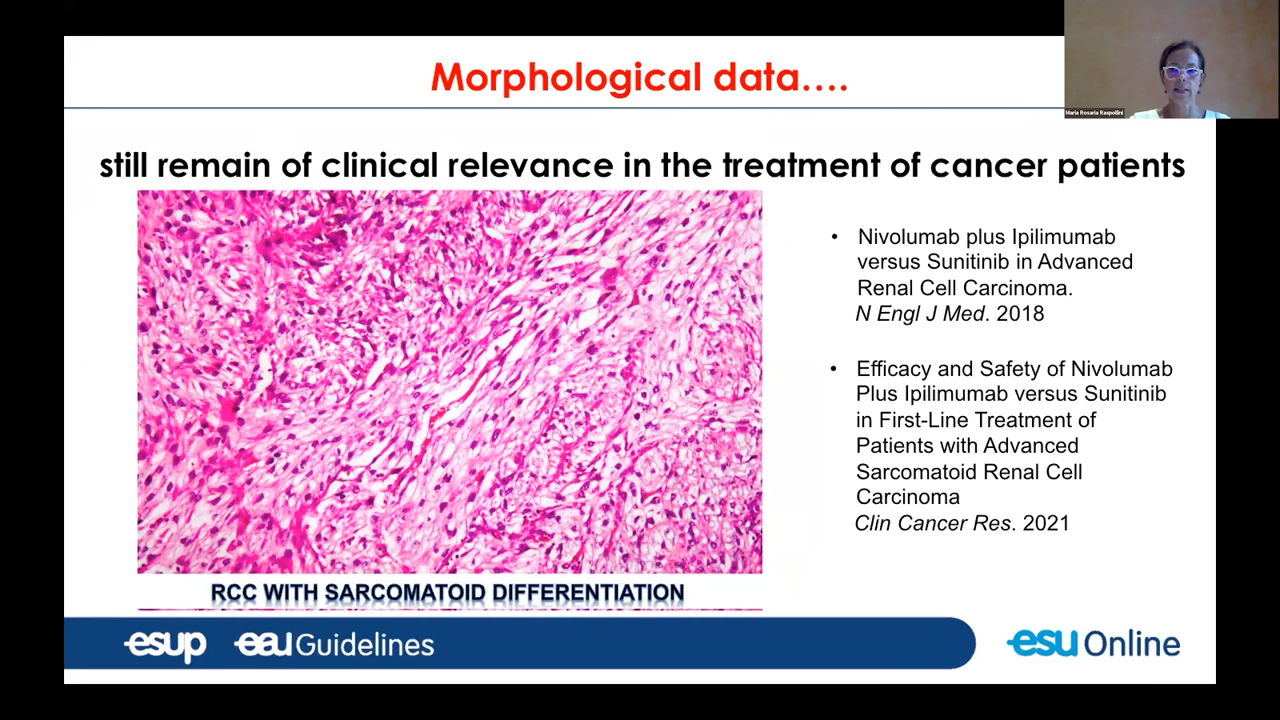 Morphological data….
Maria Rosaria Raspollini
still remain of clinical relevance in the treatment of cancer patients
• Nivolumab plus Ipilimumab
versus Sunitinib in Advanced
Renal Cell Carcinoma.
N Engl J Med. 2018
• Efficacy and Safety of Nivolumab
Plus Ipilimumab versus Sunitinib
in First-Line Treatment of
Patients with Advanced
Sarcomatoid Renal Cell
Carcinoma
Clin Cancer Res. 2021
RCC WITH SARCOMATOID DIFFERENTIATION
esup eau Guidelines
esu Online